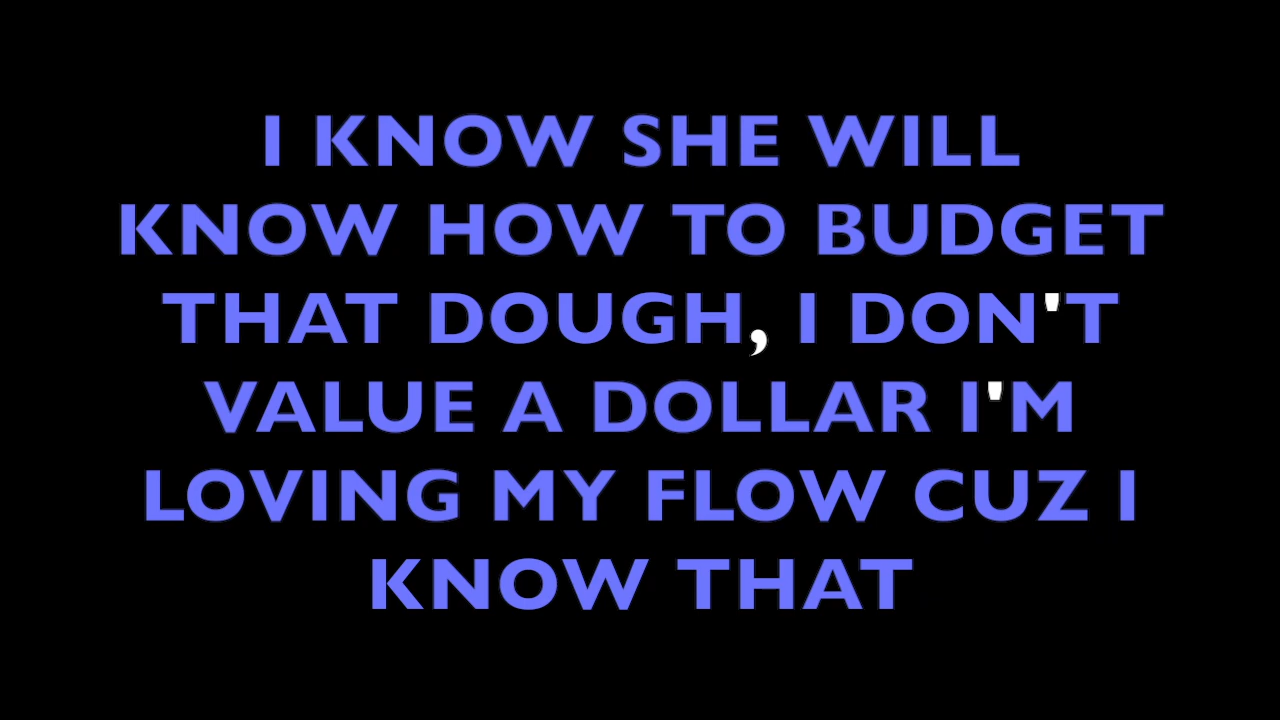 I KNOW SHE WILL
KNOW HOW TO BUDGET
THAT DOUGH, I DON'T
VALUE A DOLLAR I'M
LOVING MY FLOW CUZ I
KNOW THAT